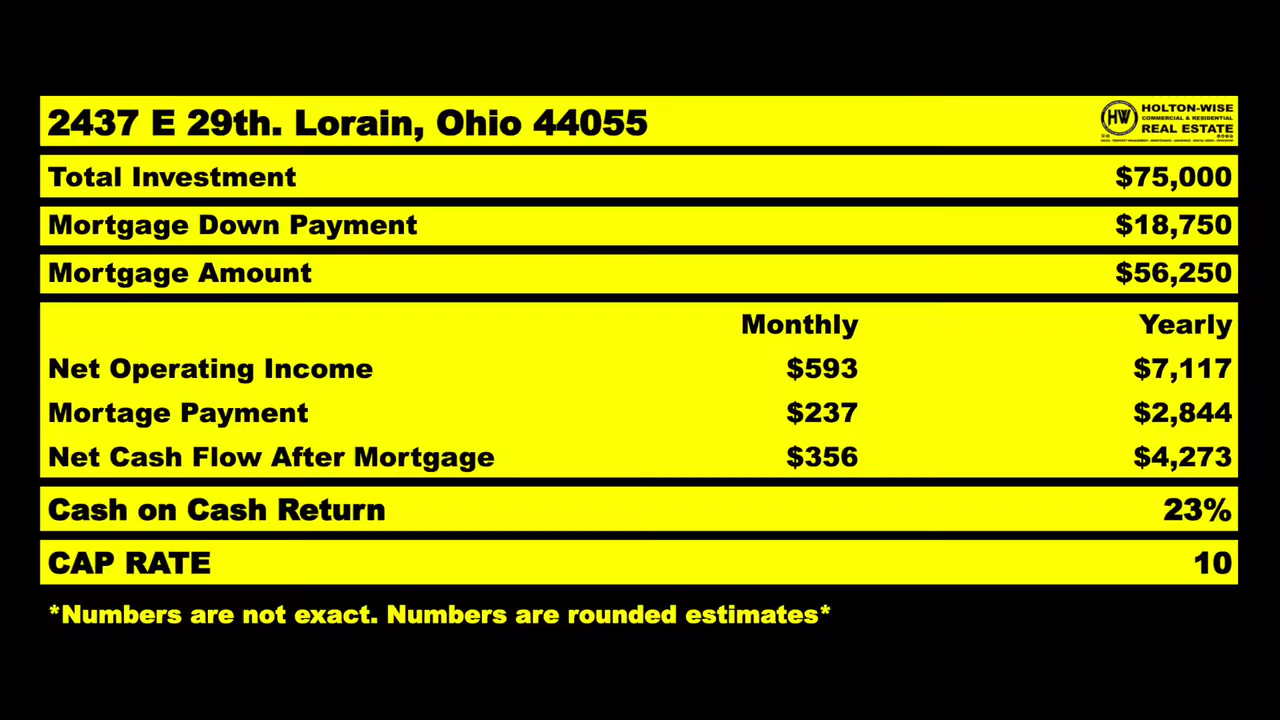 2437 E 29th. Lorain, Ohio 44055
HW
HOLTON-WISE
COMMERCIAL & RESIDENTIAL
REAL ESTATE
Total Investment $75,000
Mortgage Down Payment $18,750
Mortgage Amount $56,250
Monthly Yearly
Net Operating Income $593 $7,117
Mortage Payment $237 $2,844
Net Cash Flow After Mortgage $356 $4,273
Cash on Cash Return 23%
CAP RATE 10
*Numbers are not exact. Numbers are rounded estimates*